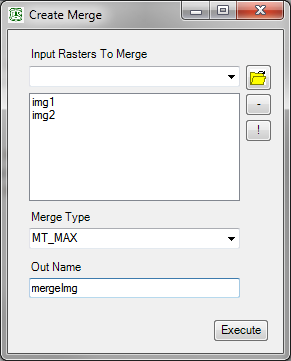 Create Merge
Input Rasters To Merge
img1
img2
-
!
Merge Type
MT_MAX
Out Name
mergeImg
Execute